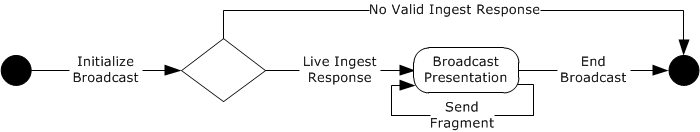 No Valid Ingest Response
Initialize
Broadcast
Live Ingest
Response
Broadcast
Presentation
End
Broadcast
Send
Fragment